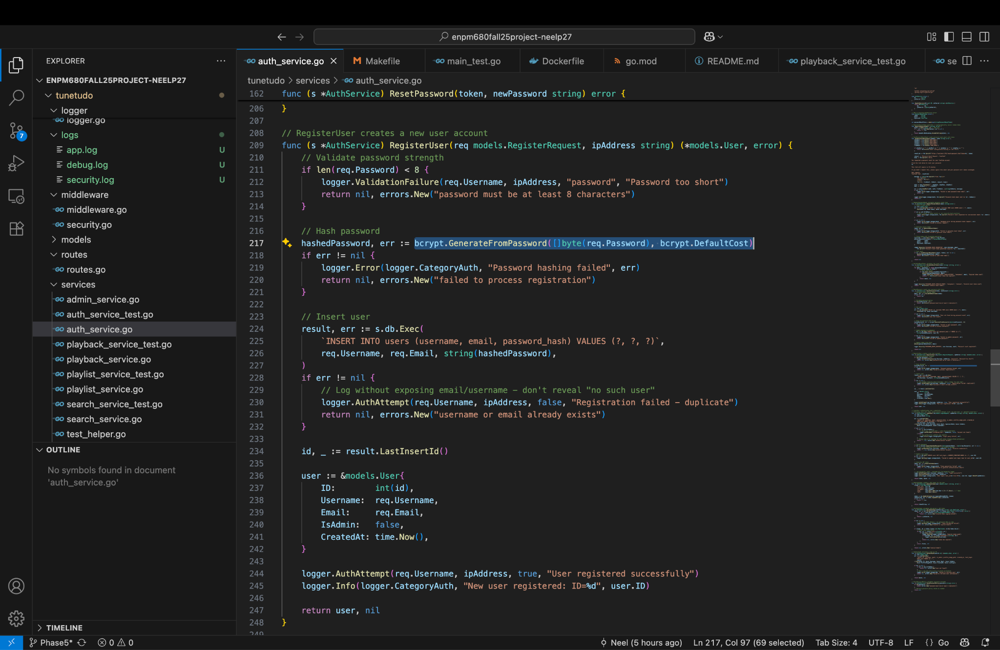 enpm680fall25project-neelp27
EXPLORER
auth_service.go
Makefile
main_test.go
Dockerfile
go.mod
README.md
playback_service_test.go
se
ENPM680FALL25PROJECT-NEELP27
tunetudo
logger
logger.go
logs
app.log U
debug.log U
security.log U
middleware
middleware.go
security.go
models
routes
routes.go
services
admin_service.go
auth_service_test.go
auth_service.go
playback_service_test.go
playback_service.go
playlist_service_test.go
playlist_service.go
search_service_test.go
search_service.go
test_helper.go
OUTLINE
No symbols found in document
'auth_service.go'
TIMELINE
tunetudo > services > auth_service.go
162 func (s *AuthService) ResetPassword(token, newPassword string) error {
206 }
207
208 // RegisterUser creates a new user account
209 func (s *AuthService) RegisterUser(req models.RegisterRequest, ipAddress string) (*models.User, error) {
210 // Validate password strength
211 if len(req.Password) < 8 {
212 logger.ValidationFailure(req.Username, ipAddress, "password", "Password too short")
213 return nil, errors.New("password must be at least 8 characters")
214 }
215
216 // Hash password
217 hashedPassword, err := bcrypt.GenerateFromPassword([]byte(req.Password), bcrypt.DefaultCost)
218 if err != nil {
219 logger.Error(logger.CategoryAuth, "Password hashing failed", err)
220 return nil, errors.New("failed to process registration")
221 }
222
223 // Insert user
224 result, err := s.db.Exec(
225 `INSERT INTO users (username, email, password_hash) VALUES (?, ?, ?)`,
226 req.Username, req.Email, string(hashedPassword),
227 )
228 if err != nil {
229 // Log without exposing email/username – don't reveal "no such user"
230 logger.AuthAttempt(req.Username, ipAddress, false, "Registration failed – duplicate")
231 return nil, errors.New("username or email already exists")
232 }
233
234 id, _ := result.LastInsertId()
235
236 user := &models.User{
237 ID: int(id),
238 Username: req.Username,
239 Email: req.Email,
240 IsAdmin: false,
241 CreatedAt: time.Now(),
242 }
243
244 logger.AuthAttempt(req.Username, ipAddress, true, "User registered successfully")
245 logger.Info(logger.CategoryAuth, "New user registered: ID=%d", user.ID)
246
247 return user, nil
248 }
249
7
Phase5* 0 0
Neel (5 hours ago) Ln 217, Col 97 (69 selected) Tab Size: 4 UTF-8 LF {} Go